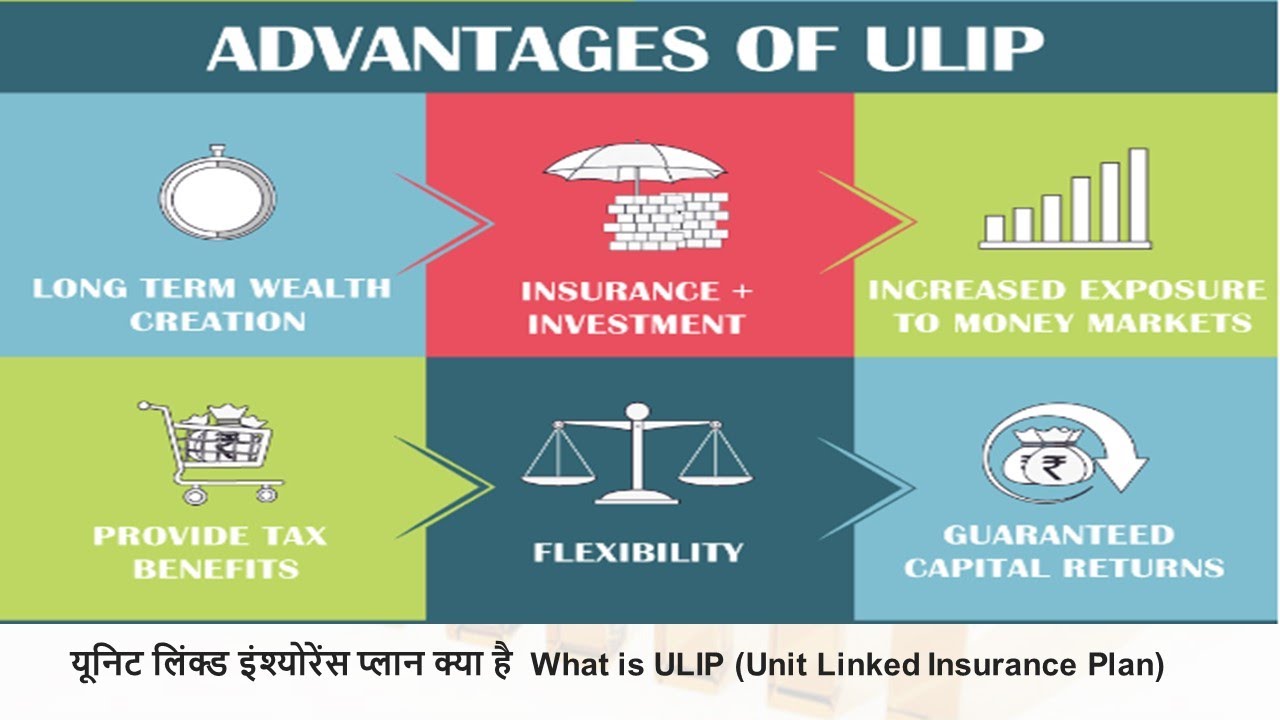 ADVANTAGES OF ULIP
LONG TERM WEALTH
CREATION
INSURANCE +
INVESTMENT
INCREASED EXPOSURE
TO MONEY MARKETS
PROVIDE TAX
BENEFITS
FLEXIBILITY
GUARANTEED
CAPITAL RETURNS
यूनिट लिंक्ड इंश्योरेंस प्लान क्या है What is ULIP (Unit Linked Insurance Plan)